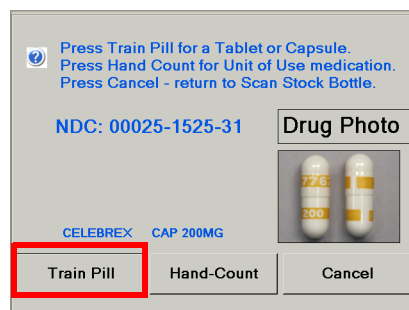 Press Train Pill for a Tablet or Capsule.
Press Hand Count for Unit of Use medication.
Press Cancel - return to Scan Stock Bottle.
NDC: 00025-1525-31
Drug Photo
7767
200
CELEBREX CAP 200MG
Train Pill
Hand-Count
Cancel